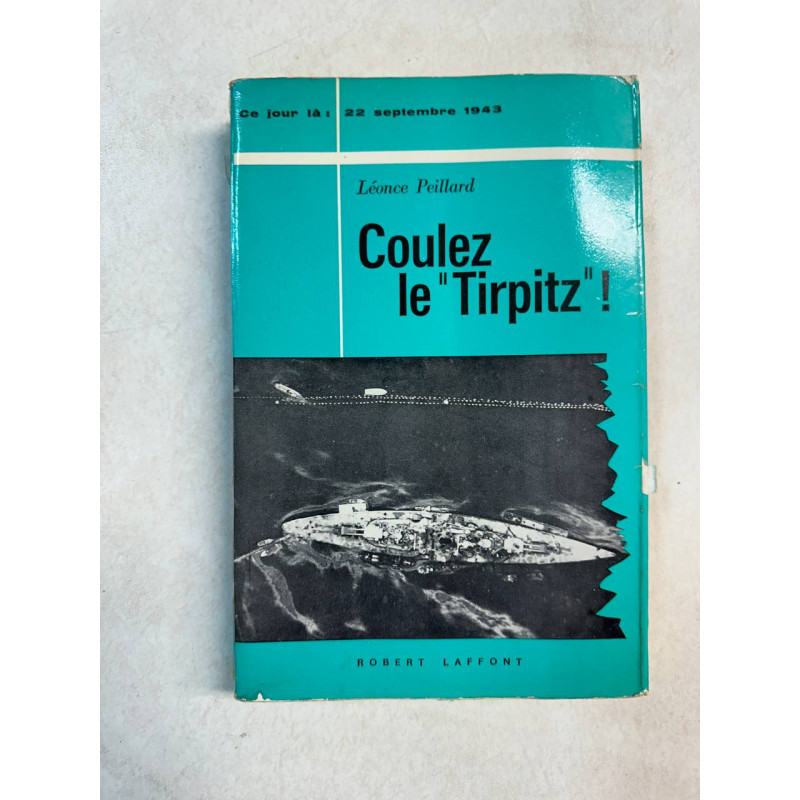 Ce jour là : 22 septembre 1943
Léonce Peillard
Coulez
le "Tirpitz" !
ROBERT LAFFONT